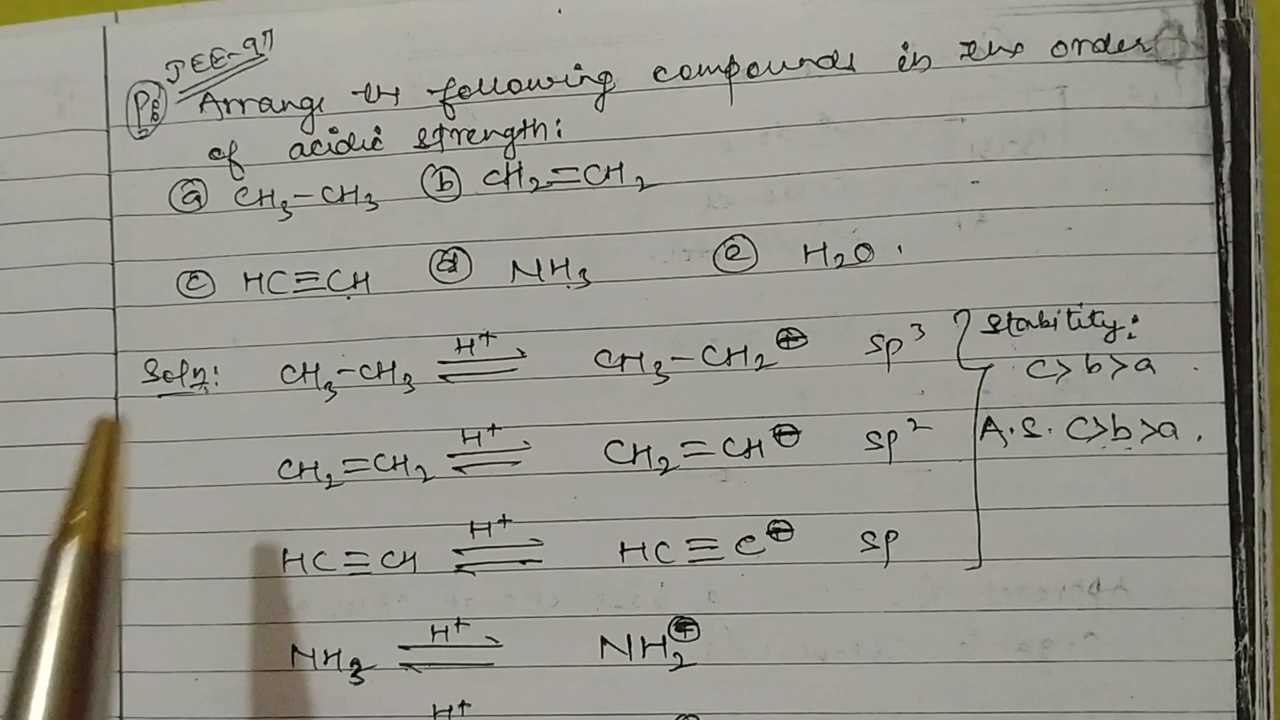 JEE-97
P6 Arrange the following compounds in the order
of acidic strength:
(a) CH3-CH3 (b) CH2=CH2
(c) HC≡CH (d) NH3 (e) H2O.
Soln: CH3-CH3 ⇌ H+ CH3-CH2⊕ sp3 Stability:
C>b>a.
CH2=CH2 ⇌ H+ CH2=CH⊖ sp2 A.S. C>b>a.
HC≡CH ⇌ H+ HC≡C⊖ sp
NH3 ⇌ H+ NH2⊕
H+